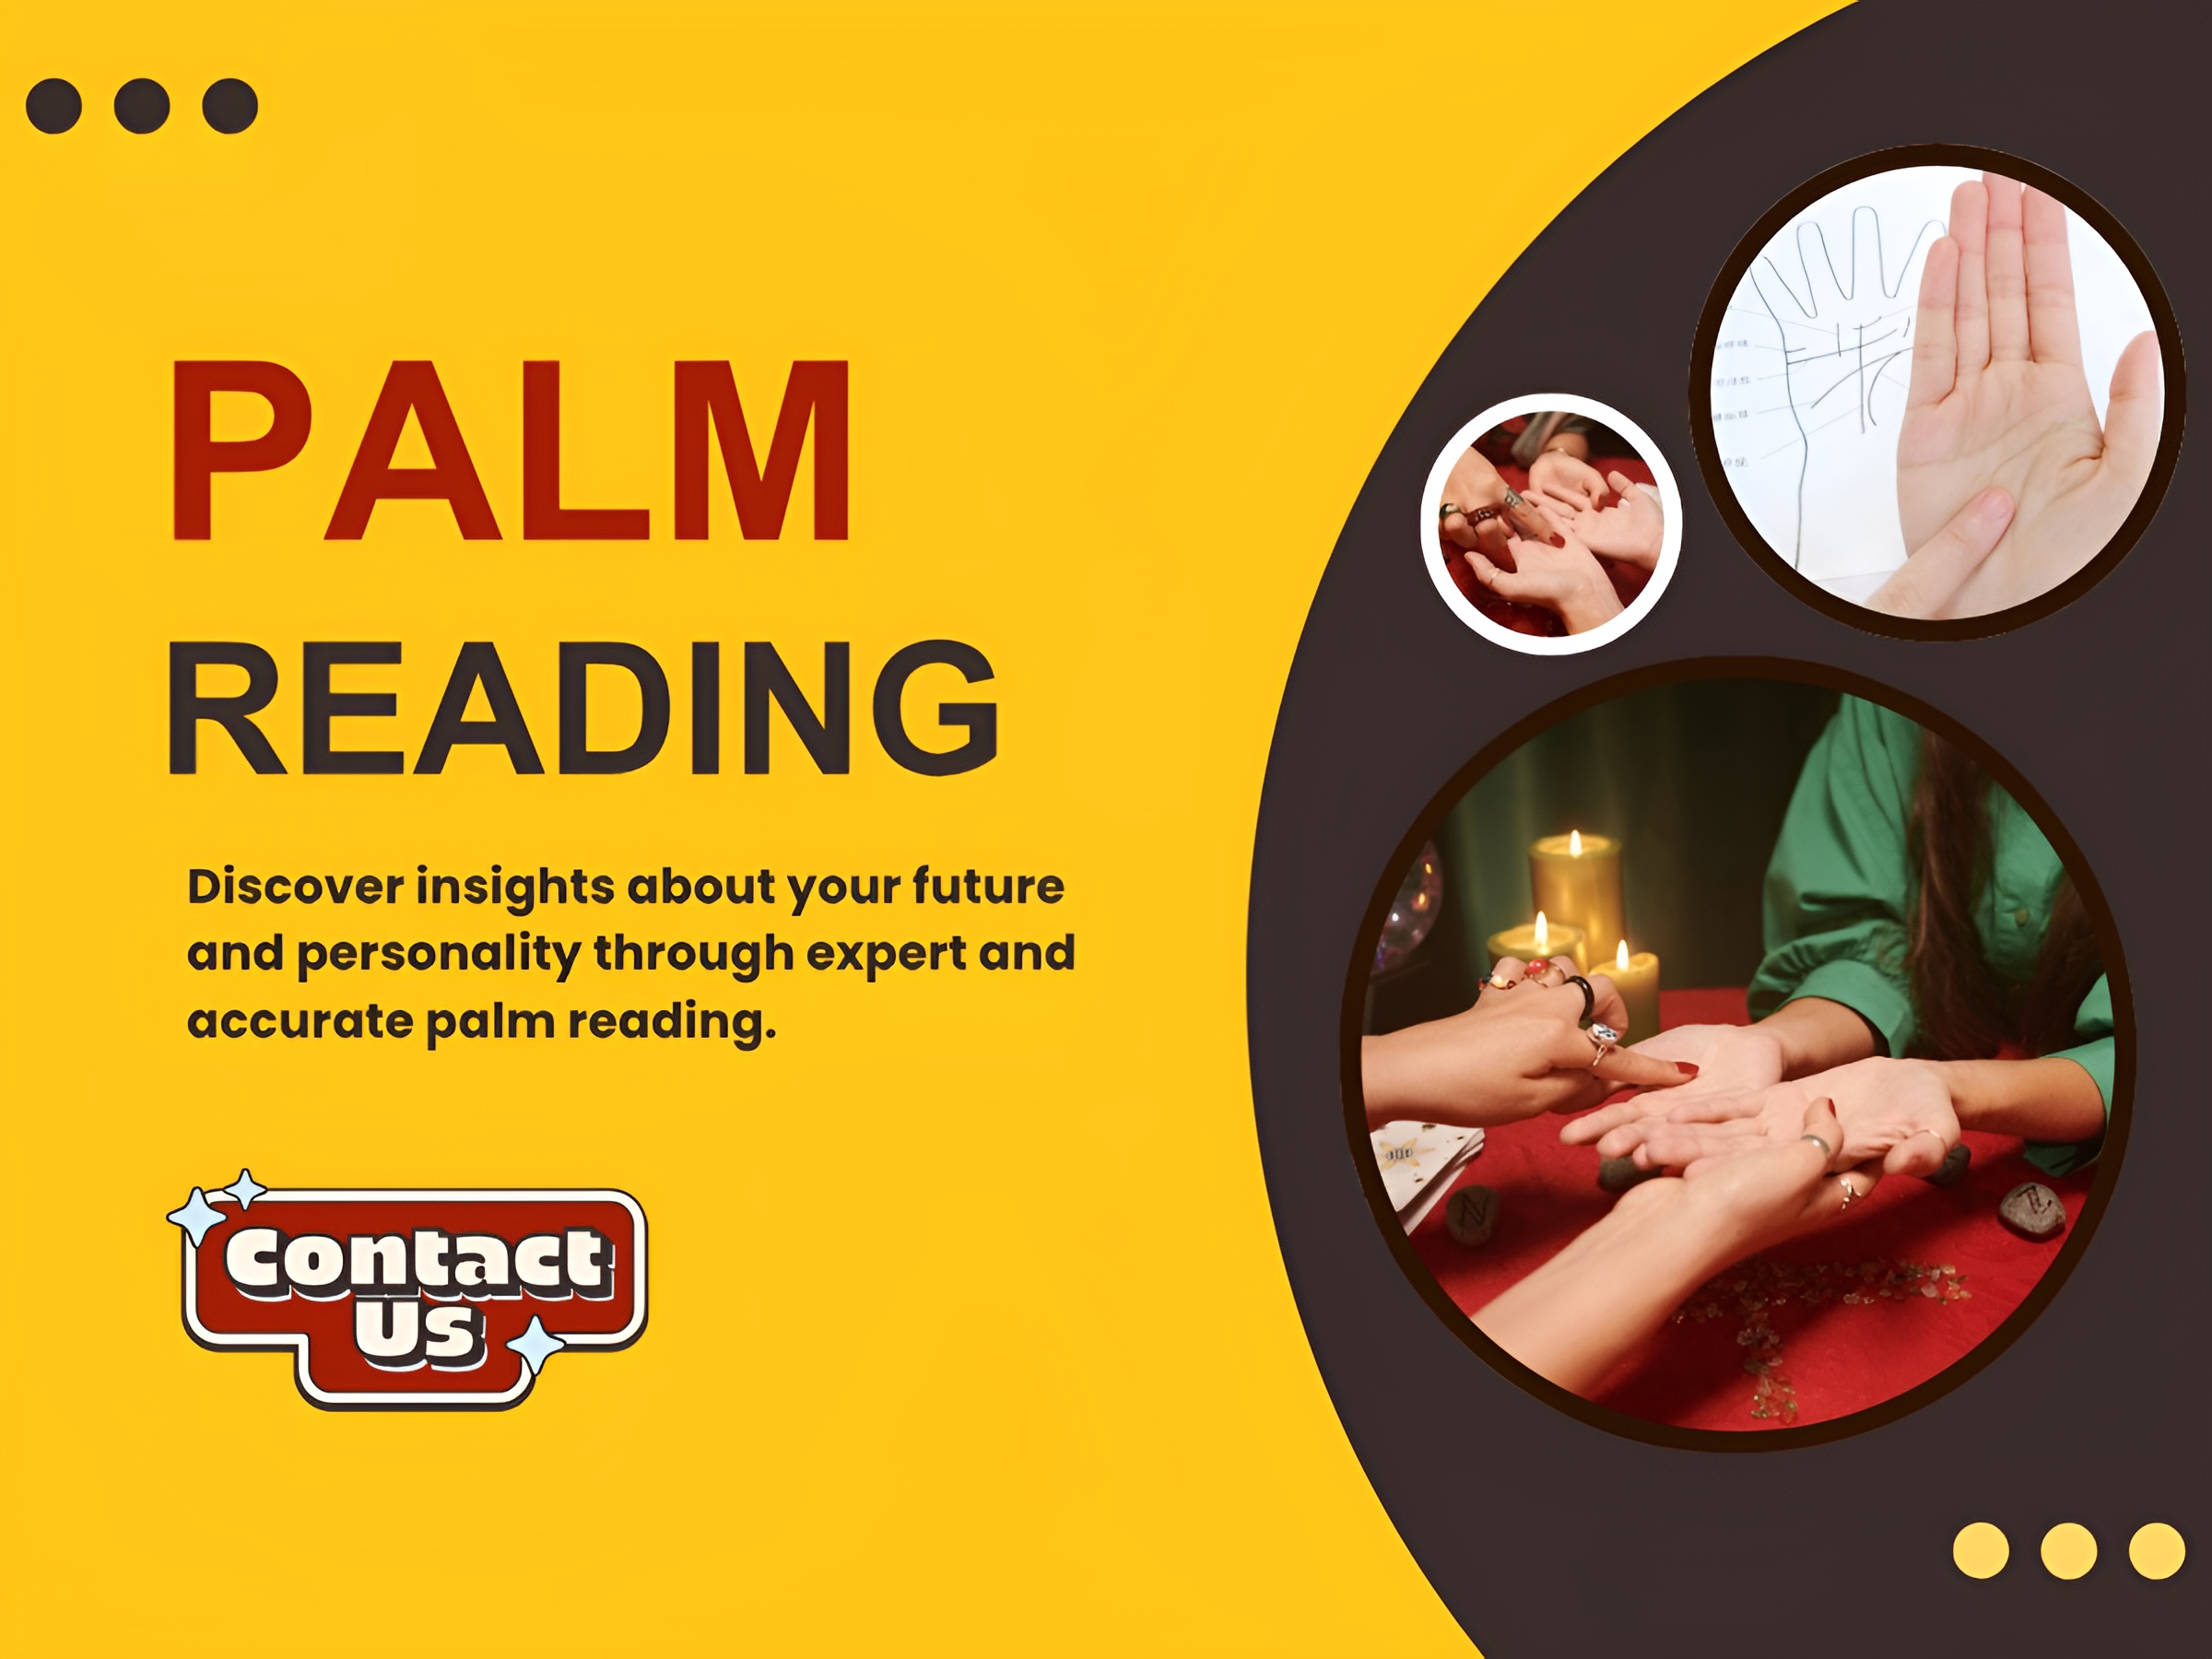 PALM
READING
Discover insights about your future
and personality through expert and
accurate palm reading.
Contact
Us